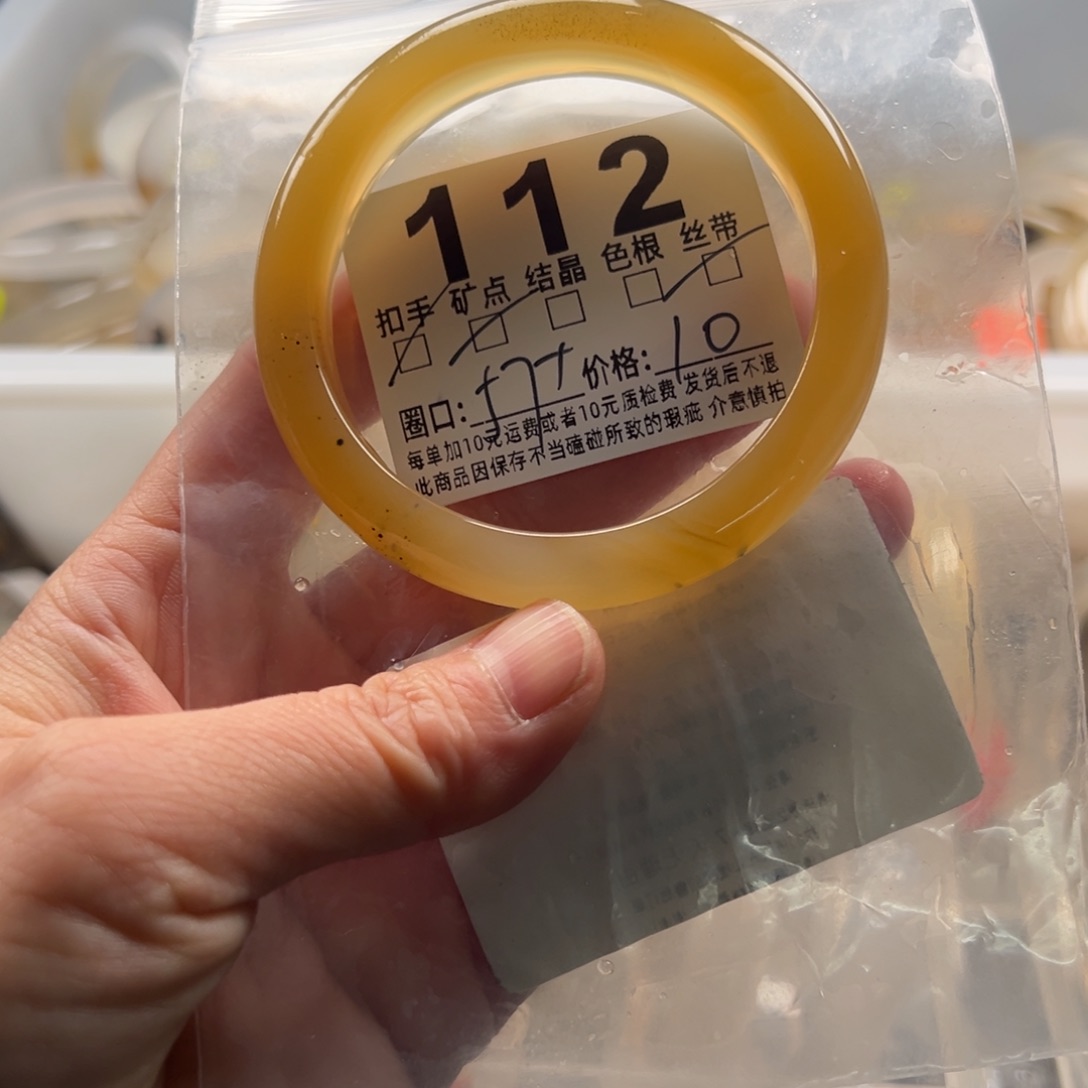 112
扣手 矿点 结晶 色根 丝带
圈口: 57+ 价格: 10
每单加10元运费或者10元质检费 发货后不退
此商品因保存不当磕碰所致的瑕疵 介意慎拍